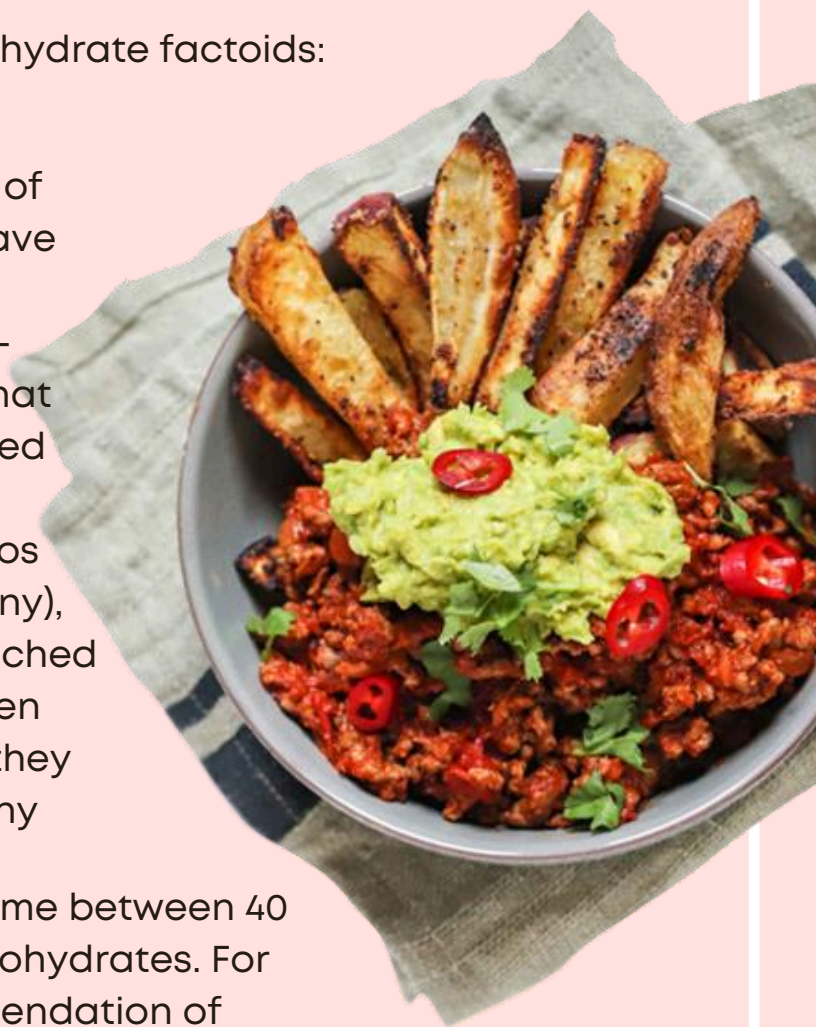 hydrate factoids:
of
ave
-
hat
ed
os
ny),
ched
en
they
ny
me between 40
ohydrates. For
endation of